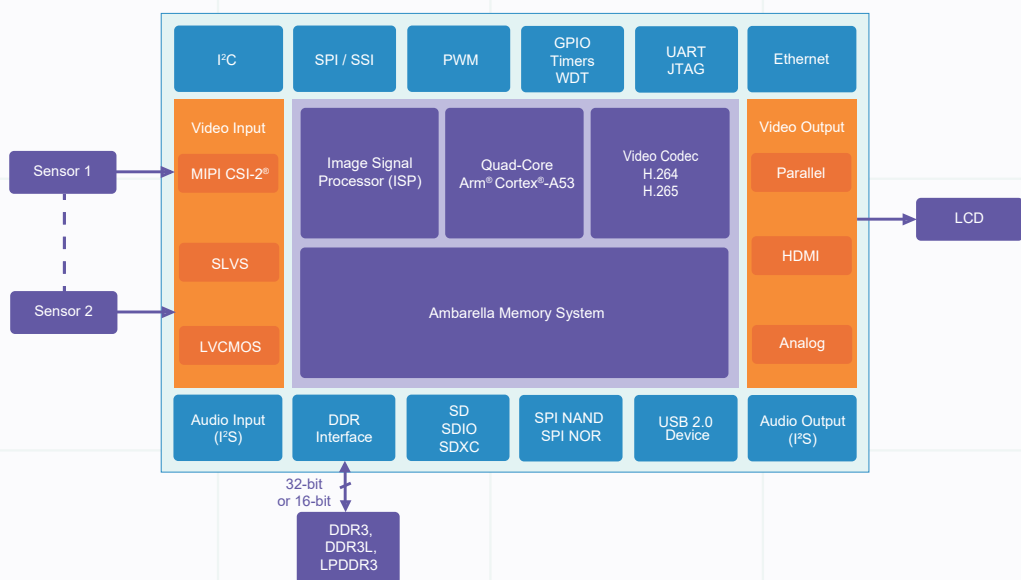 I²C
SPI / SSI
PWM
GPIO
Timers
WDT
UART
JTAG
Ethernet
Video Input
MIPI CSI-2®
SLVS
LVCMOS
Sensor 1
Sensor 2
Image Signal
Processor (ISP)
Quad-Core
Arm® Cortex®-A53
Video Codec
H.264
H.265
Ambarella Memory System
Video Output
Parallel
HDMI
Analog
LCD
Audio Input
(I²S)
DDR
Interface
SD
SDIO
SDXC
SPI NAND
SPI NOR
USB 2.0
Device
Audio Output
(I²S)
32-bit
or 16-bit
DDR3,
DDR3L,
LPDDR3